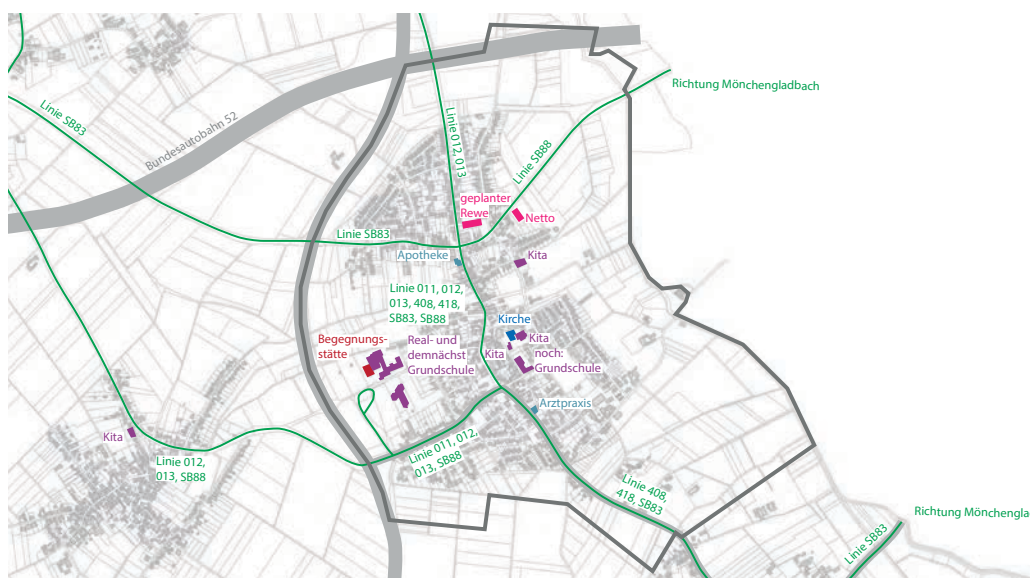 Richtung Mönchengladbach
Linie SB83
Bundesautobahn 52
Linie 012, 013
Linie SB88
geplanter
Rewe
Netto
Linie SB83
Apotheke
Kita
Linie 011, 012,
013, 408, 418,
SB83, SB88
Kirche
Begegnungs-
stätte
Real- und
demnächst
Grundschule
Kita
Kita
noch:
Grundschule
Arztpraxis
Kita
Linie 012,
013, SB88
Linie 011, 012,
013, SB88
Linie 408,
418, SB83
Richtung Mönchengla
Linie SB83